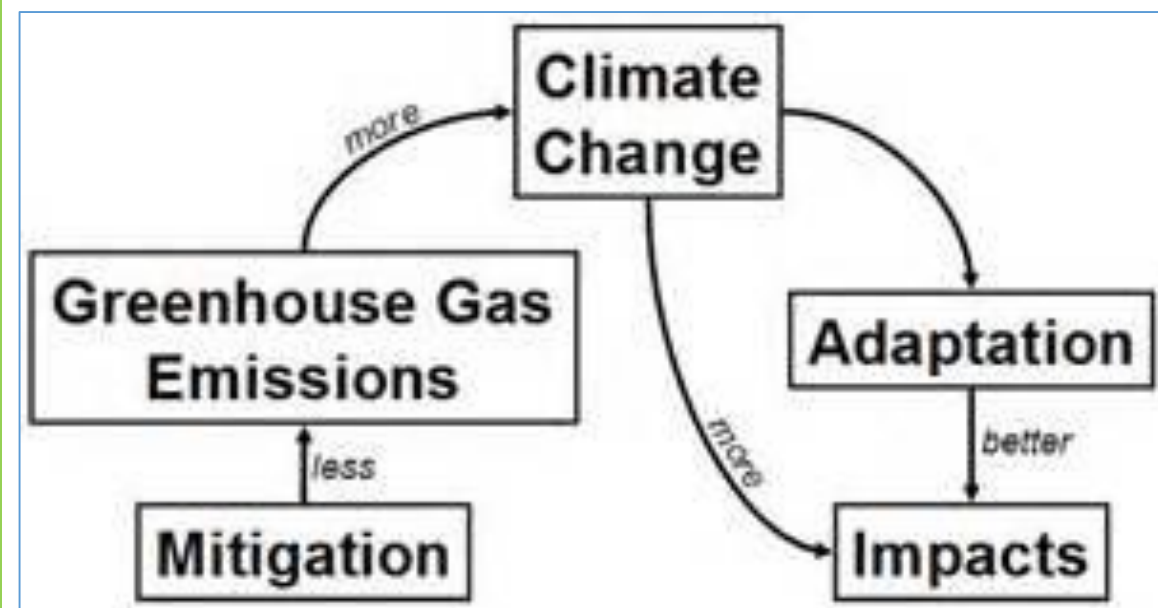 Climate
Change
more
Greenhouse Gas
Emissions
Adaptation
less
more
better
Mitigation
Impacts